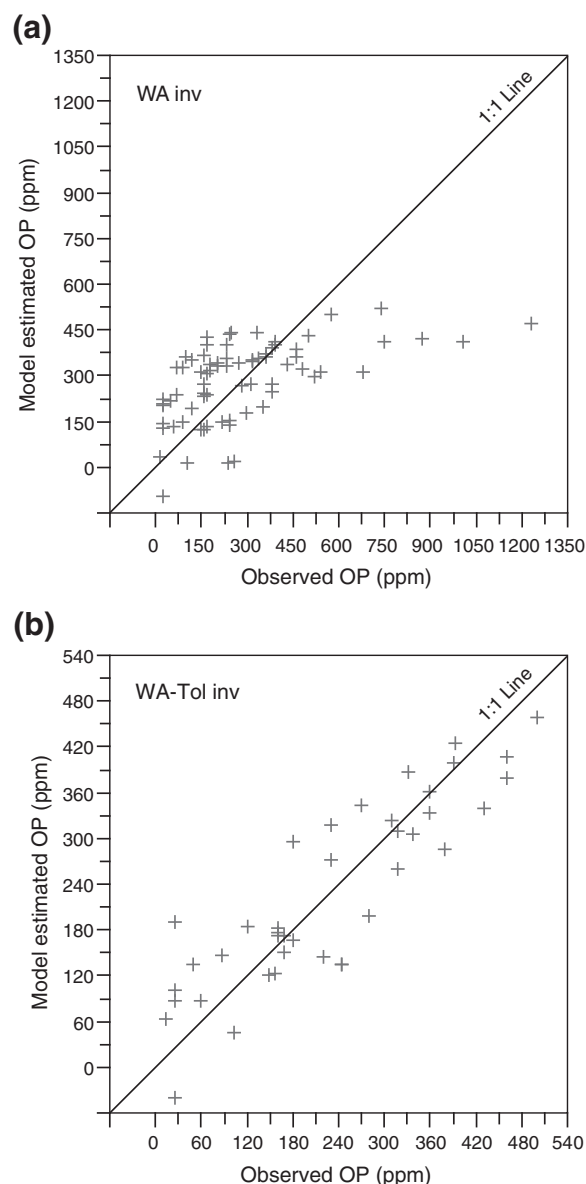 (a)
1350
1200
1050
900
750
600
450
300
150
0
Model estimated OP (ppm)
WA inv
1:1 Line
0 150 300 450 600 750 900 1050 1200 1350
Observed OP (ppm)
(b)
540
480
420
360
300
240
180
120
60
0
Model estimated OP (ppm)
WA-Tol inv
1:1 Line
0 60 120 180 240 300 360 420 480 540
Observed OP (ppm)